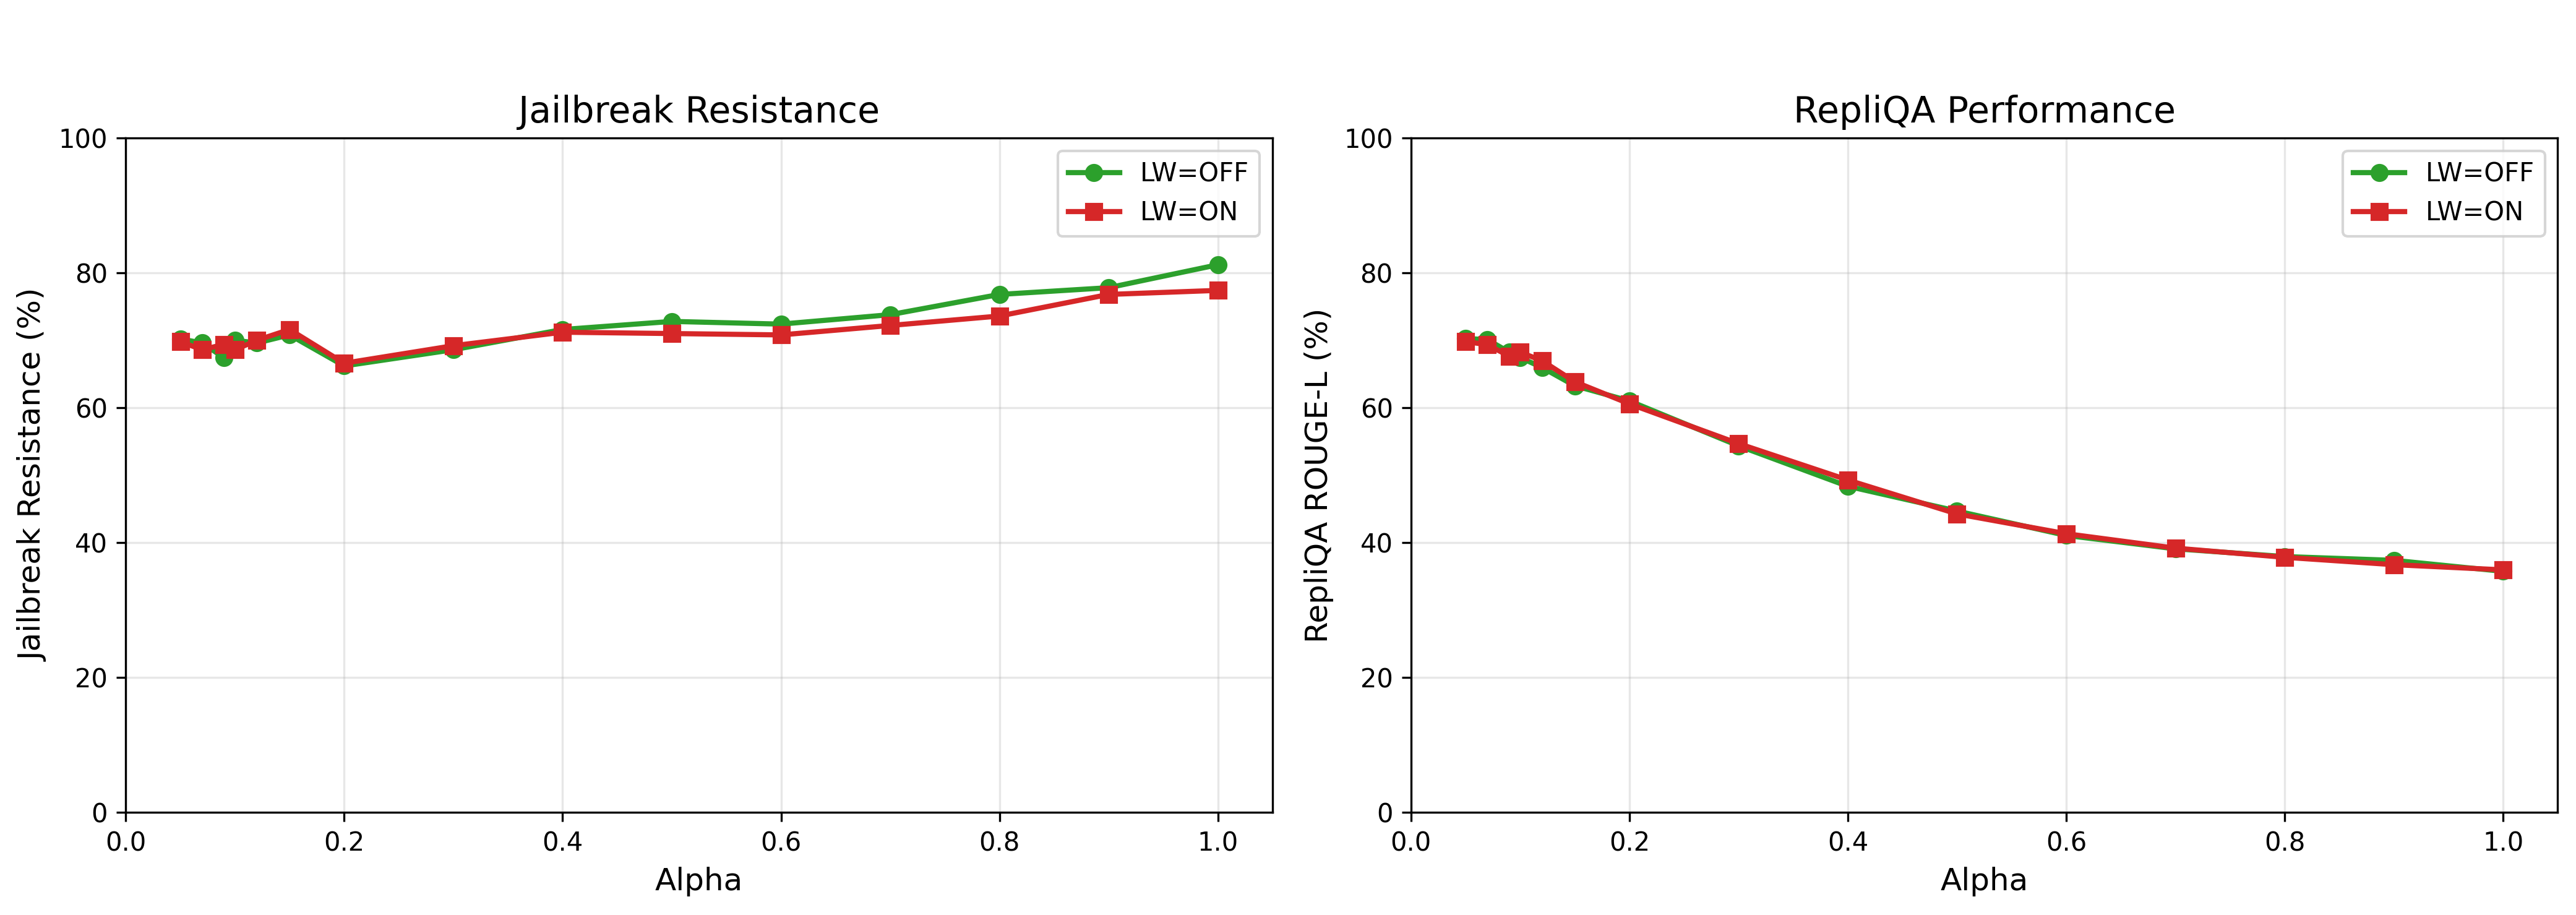 Jailbreak Resistance
Jailbreak Resistance (%)
100
80
60
40
20
0
0.0 0.2 0.4 0.6 0.8 1.0
Alpha
LW=OFF
LW=ON
RepliQA Performance
RepliQA ROUGE-L (%)
100
80
60
40
20
0
0.0 0.2 0.4 0.6 0.8 1.0
Alpha
LW=OFF
LW=ON